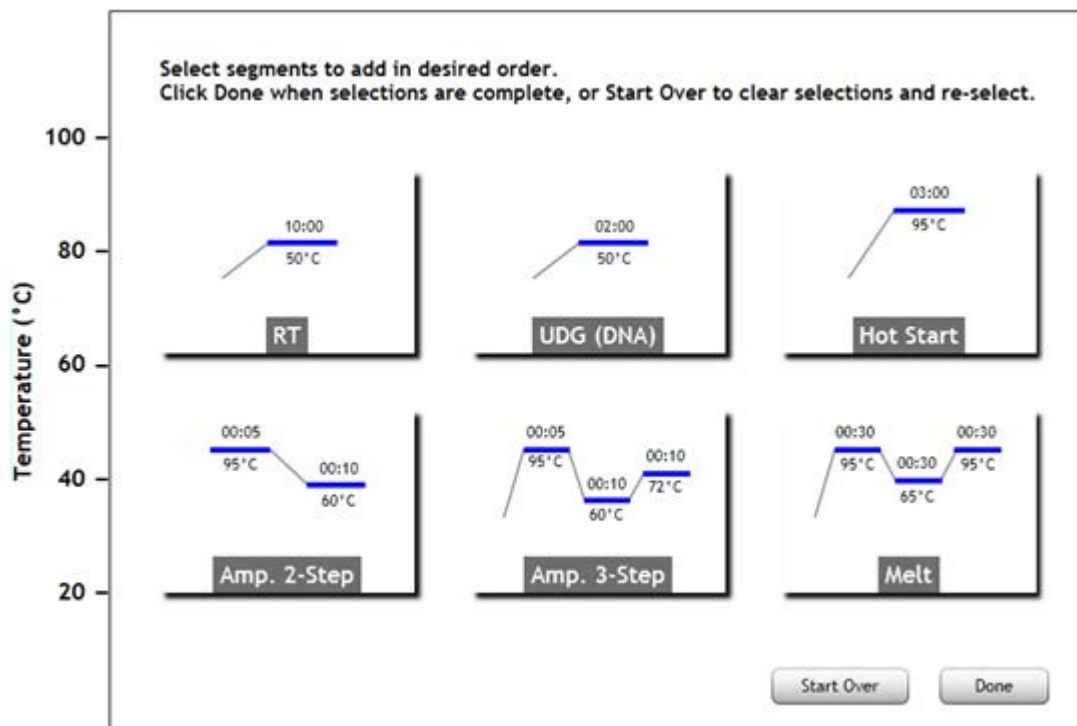 Select segments to add in desired order.
Click Done when selections are complete, or Start Over to clear selections and re-select.
Temperature (°C)
100
80
60
40
20
10:00
50°C
RT
02:00
50°C
UDG (DNA)
03:00
95°C
Hot Start
00:05
95°C
00:10
60°C
Amp. 2-Step
00:05
95°C
00:10
60°C
00:10
72°C
Amp. 3-Step
00:30
95°C
00:30
65°C
00:30
95°C
Melt
Start Over
Done